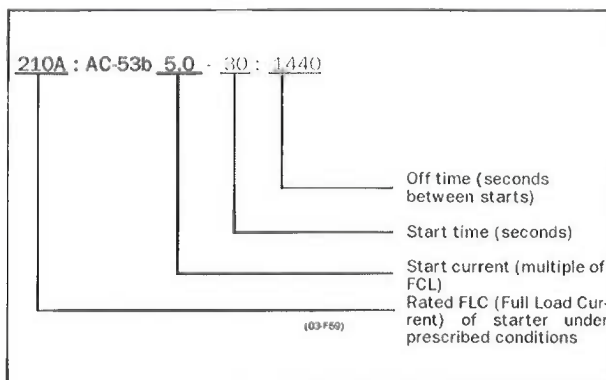 210A : AC-53b 5.0 - 30 : 1440
Off time (seconds
between starts)
Start time (seconds)
Start current (multiple of
FCL)
Rated FLC (Full Load Cur-
rent) of starter under
prescribed conditions
(03-F59)